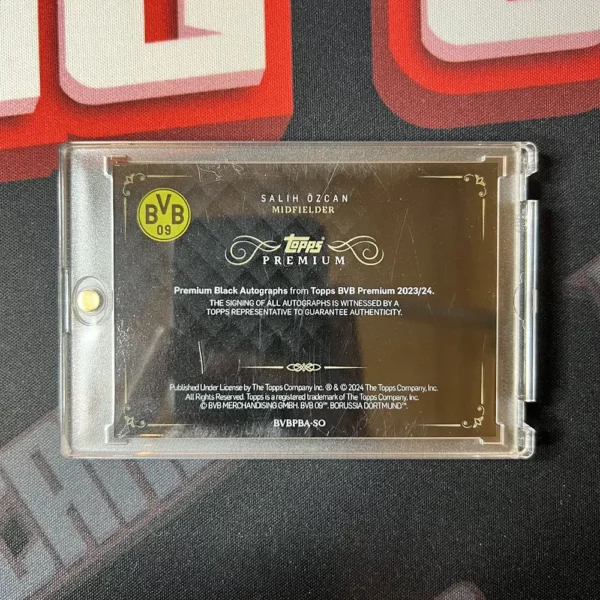 SALİH ÖZCAN
MIDFIELDER
BVB
09
Topps
PREMIUM
Premium Black Autographs from Topps BVB Premium 2023/24.
THE SIGNING OF ALL AUTOGRAPHS IS WITNESSED BY A
TOPPS REPRESENTATIVE TO GUARANTEE AUTHENTICITY.
Published Under License by The Topps Company Inc. ® & © 2024 The Topps Company, Inc.
All Rights Reserved. Topps is a registered trademark of The Topps Company, Inc.
© BVB MERCHANDISING GMBH. BVB 09™. BORUSSIA DORTMUND™.
BVBPBA-SO